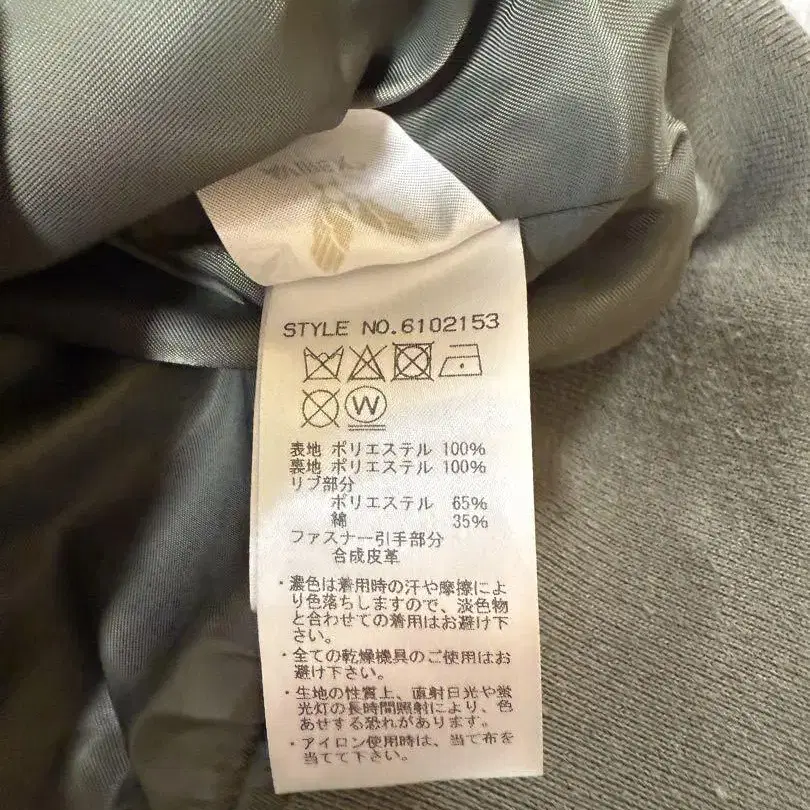 STYLE NO.6102153
W
表地 ポリエステル 100%
裏地 ポリエステル 100%
リブ部分
ポリエステル 65%
綿 35%
ファスナー引手部分
合成皮革
・濃色は着用時の汗や摩擦によ
り色落ちしますので、淡色物
と合わせての着用はお避け下
さい。
・全ての乾燥機具のご使用はお
避け下さい。
・生地の性質上、直射日光や蛍
光灯の長時間照射により、色
あせする恐れがあります。
・アイロン使用時は、当て布を
当てて下さい。